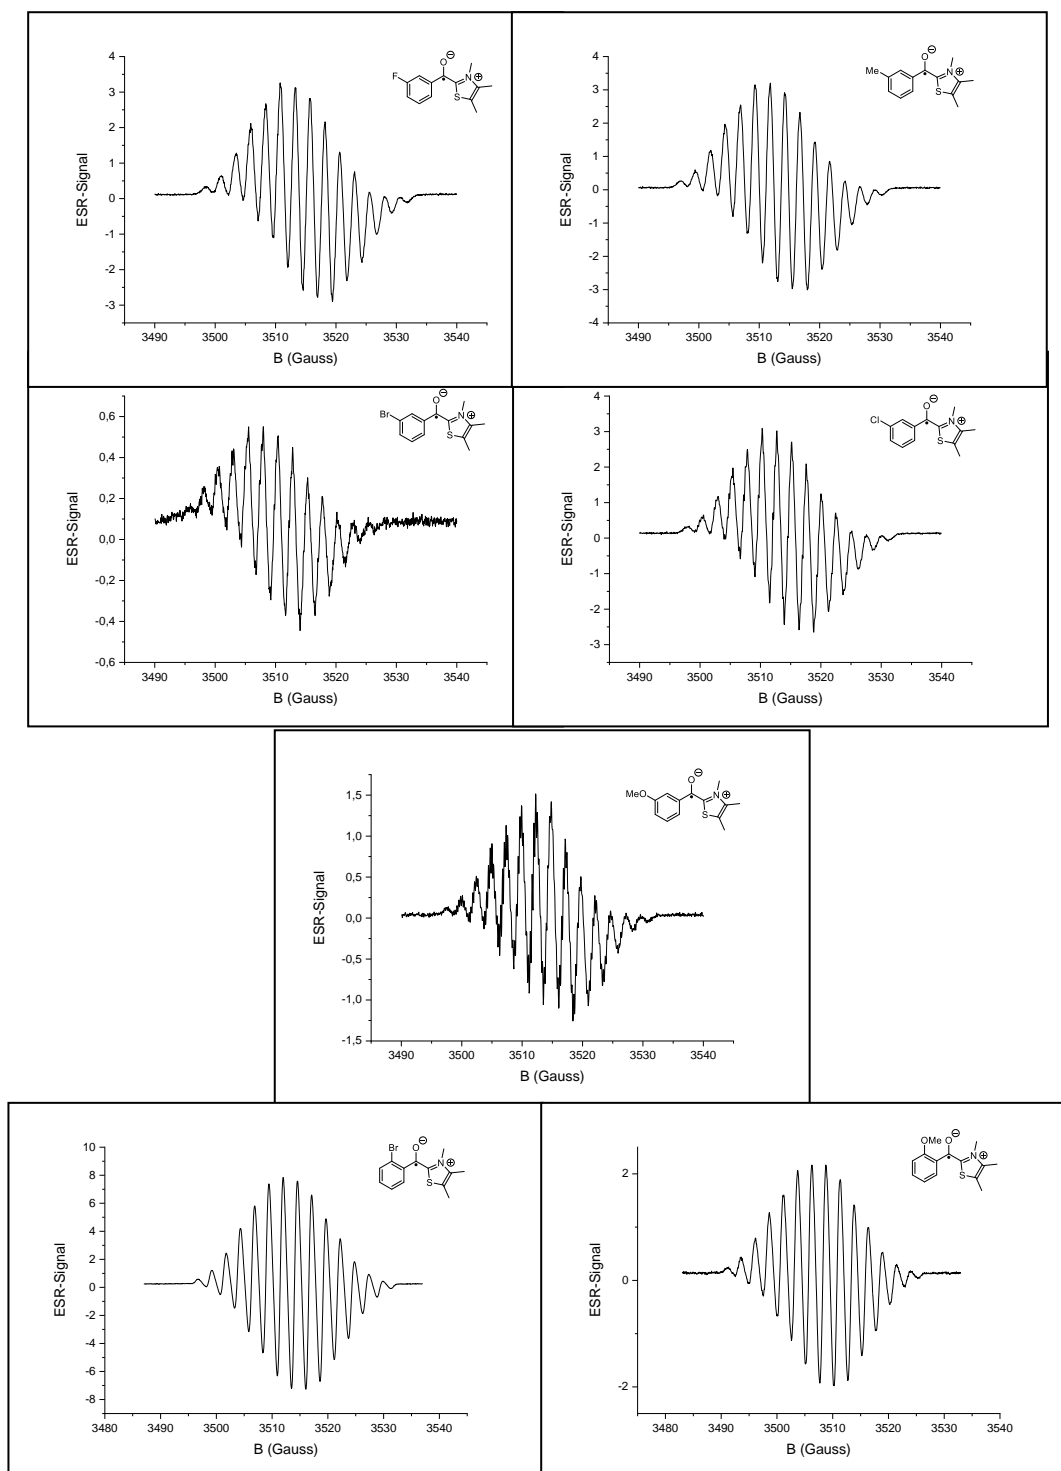 F
O
⊖
N
⊕
S
4
3
2
1
0
-1
-2
-3
ESR-Signal
3490 3500 3510 3520 3530 3540
B (Gauss)
Me
O
⊖
N
⊕
S
4
3
2
1
0
-1
-2
-3
-4
ESR-Signal
3490 3500 3510 3520 3530 3540
B (Gauss)
Br
O
⊖
N
⊕
S
0,6
0,4
0,2
0,0
-0,2
-0,4
-0,6
ESR-Signal
3490 3500 3510 3520 3530 3540
B (Gauss)
Cl
O
⊖
N
⊕
S
4
3
2
1
0
-1
-2
-3
ESR-Signal
3490 3500 3510 3520 3530 3540
B (Gauss)
MeO
O
⊖
N
⊕
S
1,5
1,0
0,5
0,0
-0,5
-1,0
-1,5
ESR-Signal
3490 3500 3510 3520 3530 3540
B (Gauss)
Br
O
⊖
N
⊕
S
10
8
6
4
2
0
-2
-4
-6
-8
ESR-Signal
3480 3490 3500 3510 3520 3530 3540
B (Gauss)
OMe
O
⊖
N
⊕
S
2
0
-2
ESR-Signal
3480 3490 3500 3510 3520 3530 3540
B (Gauss)